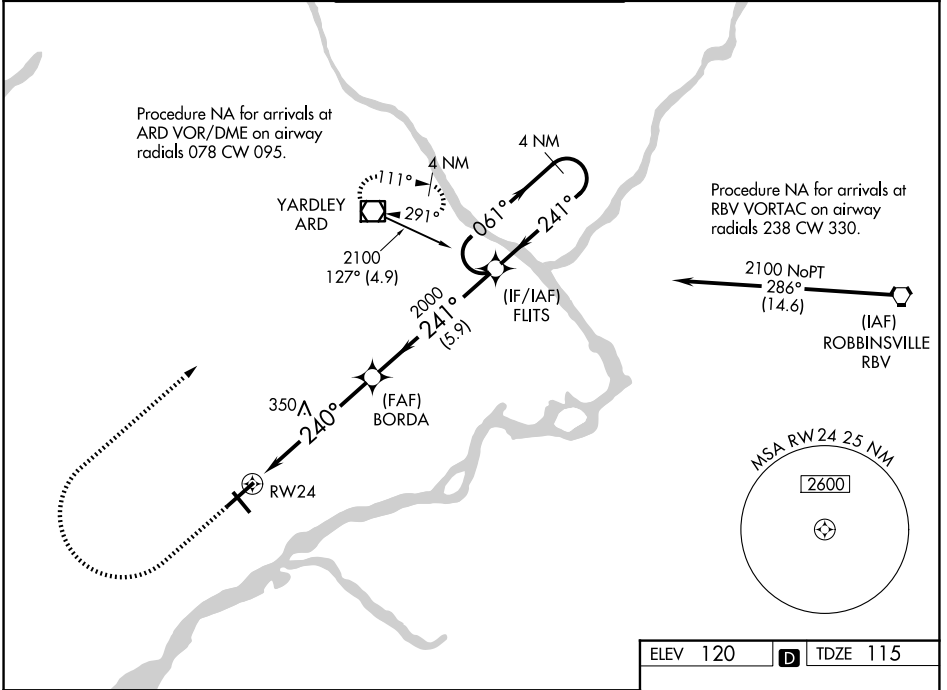 Procedure NA for arrivals at
ARD VOR/DME on airway
radials 078 CW 095.
4 NM
111°
291°
YARDLEY
ARD
2100
127° (4.9)
4 NM
061°
241°
(IF/IAF)
FLITS
2000
241°
(5.9)
(FAF)
BORDA
350
240°
RW24
Procedure NA for arrivals at
RBV VORTAC on airway
radials 238 CW 330.
2100 NoPT
286°
(14.6)
(IAF)
ROBBINSVILLE
RBV
MSA RW24 25 NM
2600
ELEV 120
D
TDZE 115